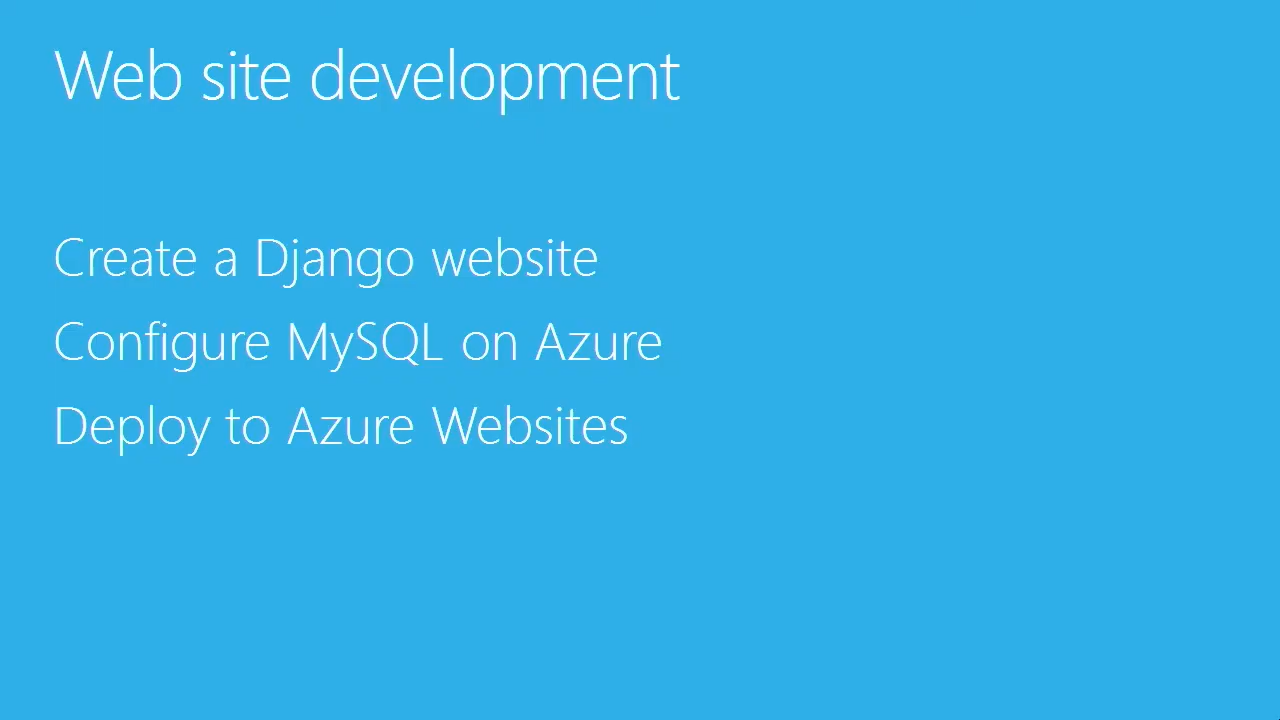 Web site development
Create a Django website
Configure MySQL on Azure
Deploy to Azure Websites